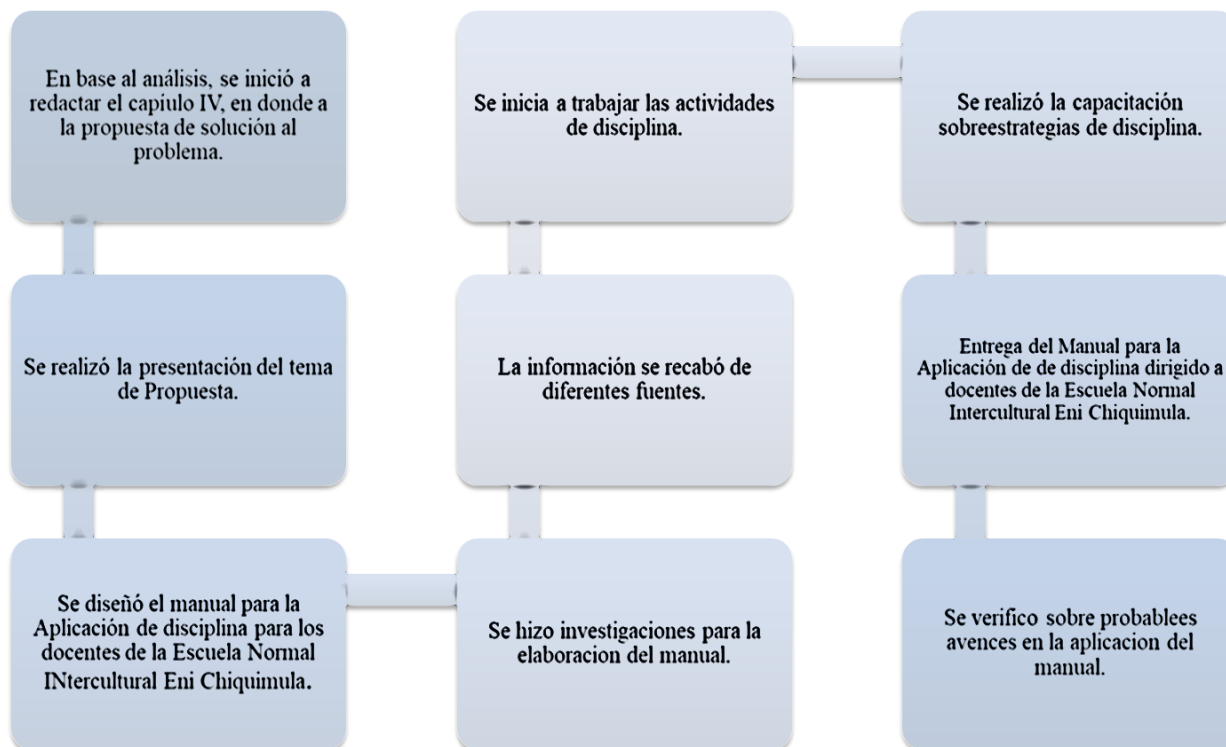 En base al análisis, se inició a
redactar el capíulo IV, en donde a
la propuesta de solución al
problema.
Se realizó la presentación del tema
de Propuesta.
Se diseñó el manual para la
Aplicación de disciplina para los
docentes de la Escuela Normal
INtercultural Eni Chiquimula.
Se hizo investigaciones para la
elaboracion del manual.
La información se recabó de
diferentes fuentes.
Se inicia a trabajar las actividades
de disciplina.
Se realizó la capacitación
sobreestrategias de disciplina.
Entrega del Manual para la
Aplicación de de disciplina dirigido a
docentes de la Escuela Normal
Intercultural Eni Chiquimula.
Se verifico sobre probablees
avences en la aplicacion del
manual.